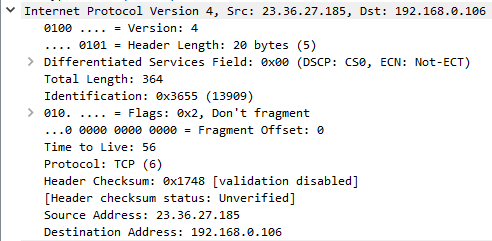 Internet Protocol Version 4, Src: 23.36.27.185, Dst: 192.168.0.106
0100 .... = Version: 4
.... 0101 = Header Length: 20 bytes (5)
Differentiated Services Field: 0x00 (DSCP: CS0, ECN: Not-ECT)
Total Length: 364
Identification: 0x3655 (13909)
010. .... = Flags: 0x2, Don't fragment
...0 0000 0000 0000 = Fragment Offset: 0
Time to Live: 56
Protocol: TCP (6)
Header Checksum: 0x1748 [validation disabled]
[Header checksum status: Unverified]
Source Address: 23.36.27.185
Destination Address: 192.168.0.106